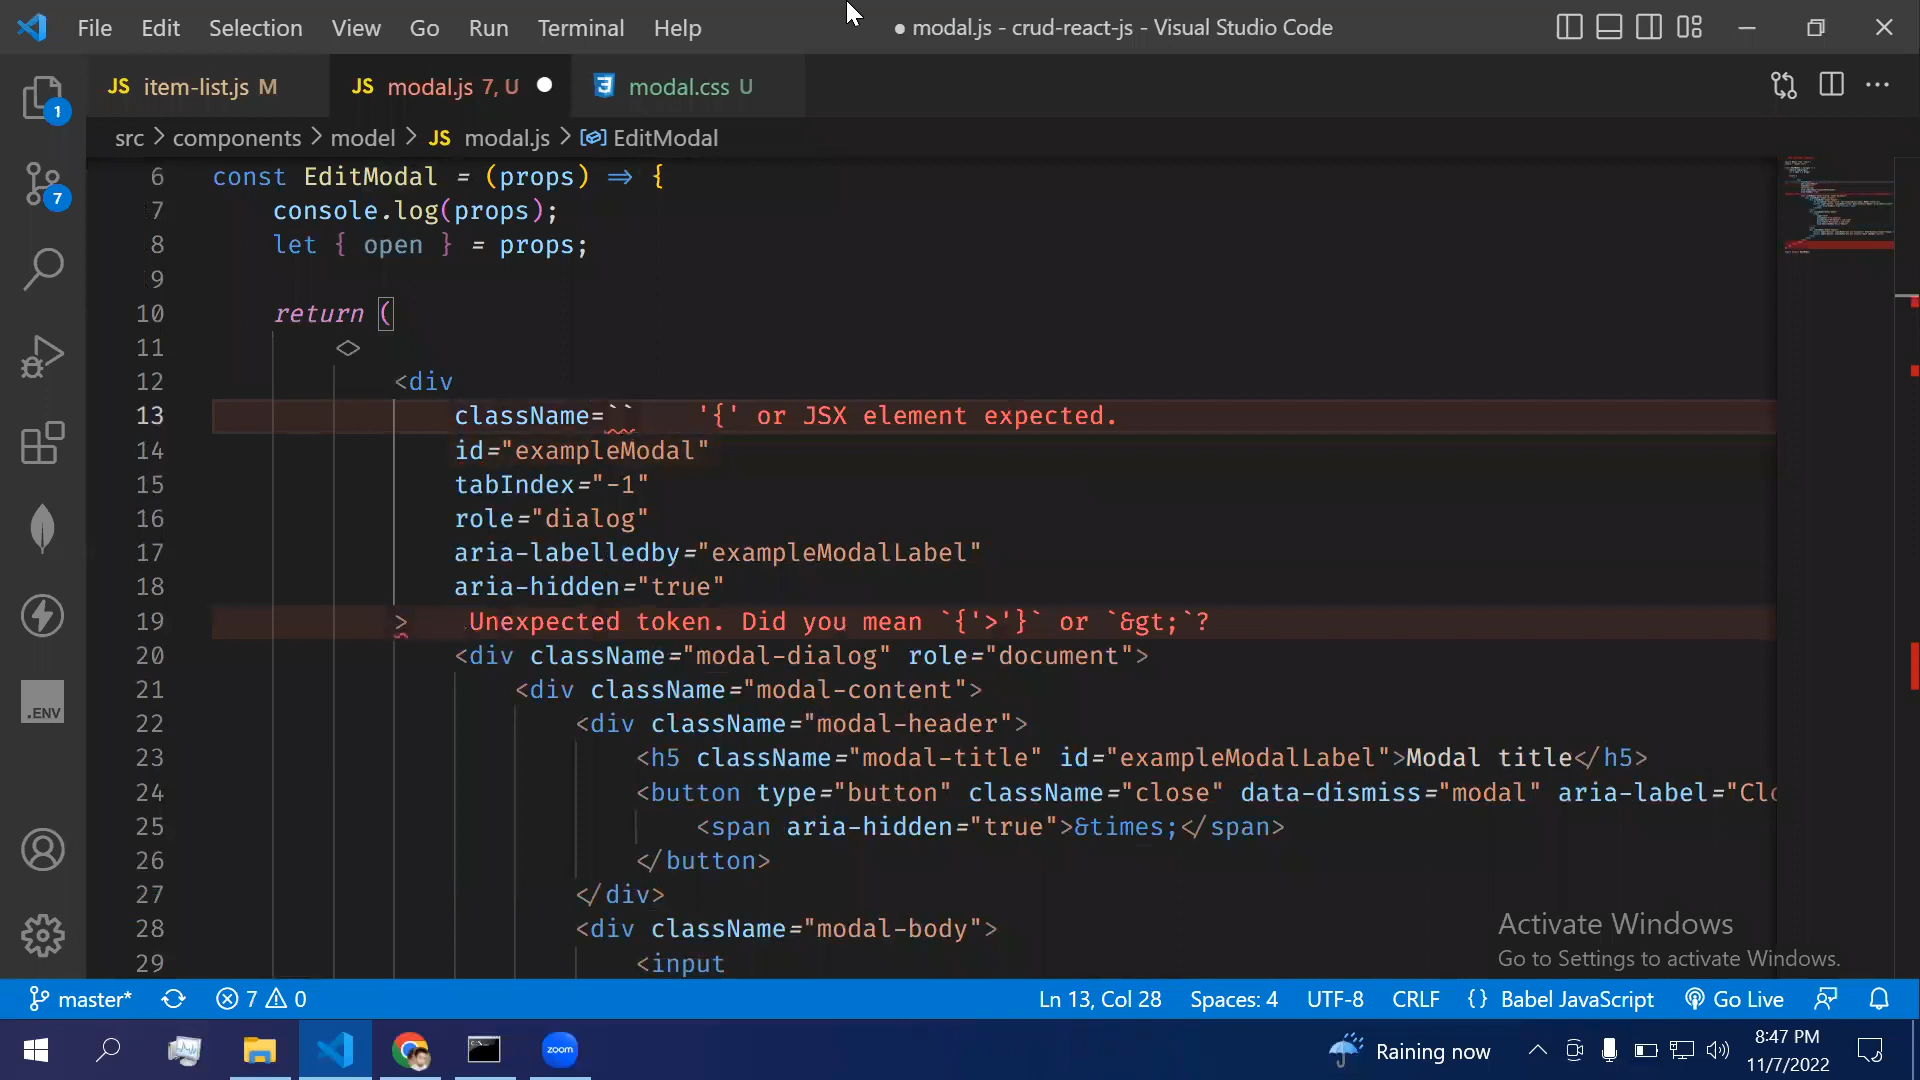 File Edit Selection View Go Run Terminal Help ● modal.js - crud-react-js - Visual Studio Code
JS item-list.js M JS modal.js 7, U ● modal.css U
1
src > components > model > JS modal.js > EditModal
6 const EditModal = (props) => {
7 console.log(props);
7
8 let { open } = props;
9
10 return (
11 <>
12 <div
13 className=`` '{' or JSX element expected.
14 id="exampleModal"
15 tabIndex="-1"
16 role="dialog"
17 aria-labelledby="exampleModalLabel"
18 aria-hidden="true"
19 > Unexpected token. Did you mean `{'>'}` or `&gt;`?
20 <div className="modal-dialog" role="document">
21 <div className="modal-content">
.ENV
22 <div className="modal-header">
23 <h5 className="modal-title" id="exampleModalLabel">Modal title</h5>
24 <button type="button" className="close" data-dismiss="modal" aria-label="Clo
25 <span aria-hidden="true">&times;</span>
26 </button>
27 </div>
28 <div className="modal-body">
29 <input
Activate Windows
Go to Settings to activate Windows.
master* 7 0 Ln 13, Col 28 Spaces: 4 UTF-8 CRLF {} Babel JavaScript Go Live
zoom Raining now 8:47 PM
11/7/2022